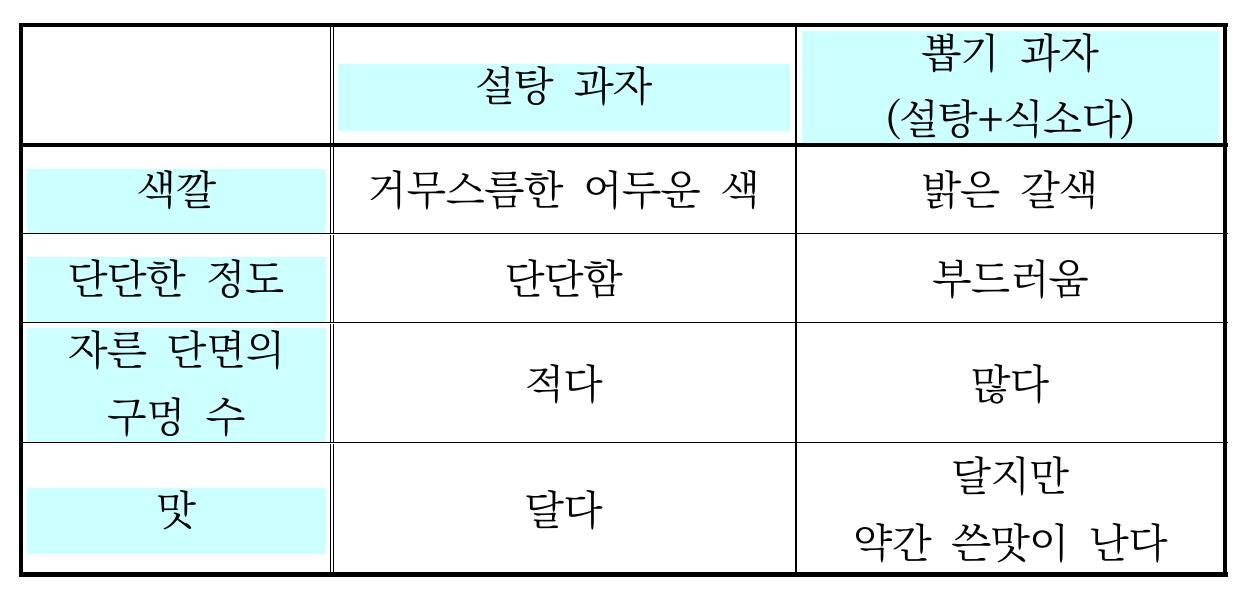 설탕 과자
뽑기 과자
(설탕+식소다)
색깔
거무스름한 어두운 색
밝은 갈색
단단한 정도
단단함
부드러움
자른 단면의
구멍 수
적다
많다
맛
달다
달지만
약간 쓴맛이 난다